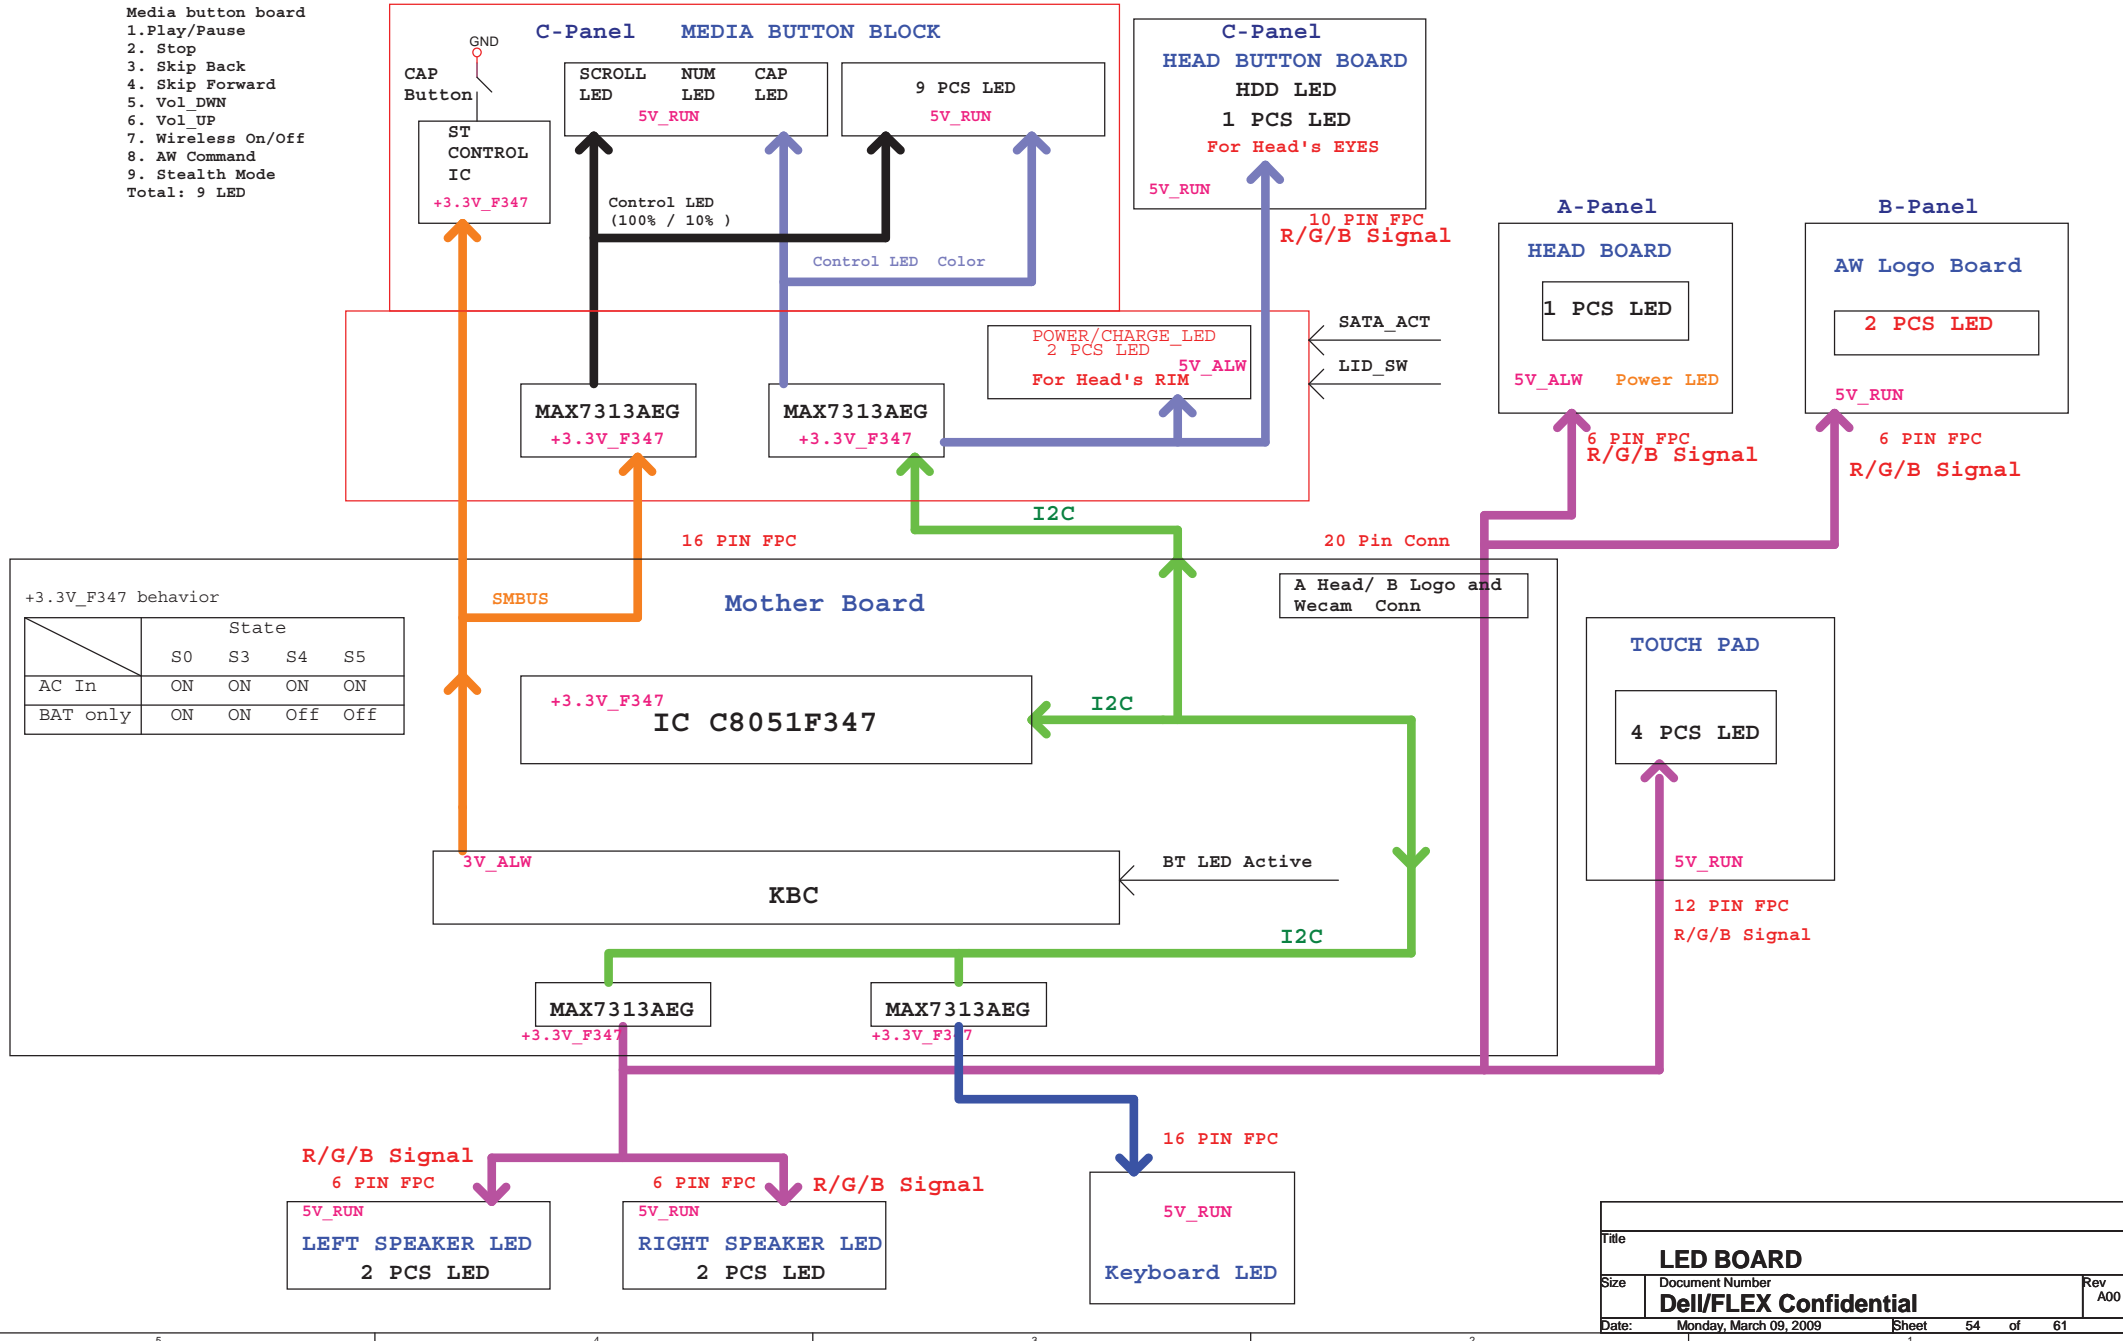 Media button board
1.Play/Pause
2. Stop
3. Skip Back
4. Skip Forward
5. Vol_DWN
6. Vol_UP
7. Wireless On/Off
8. AW Command
9. Stealth Mode
Total: 9 LED
C-Panel MEDIA BUTTON BLOCK
GND
CAP
Button
ST
CONTROL
IC
+3.3V_F347
SCROLL NUM CAP
LED LED LED
5V_RUN
9 PCS LED
5V_RUN
Control LED
(100% / 10% )
Control LED Color
C-Panel
HEAD BUTTON BOARD
HDD LED
1 PCS LED
For Head's EYES
5V_RUN
10 PIN FPC
R/G/B Signal
A-Panel
HEAD BOARD
1 PCS LED
5V_ALW Power LED
6 PIN FPC
R/G/B Signal
B-Panel
AW Logo Board
2 PCS LED
5V_RUN
6 PIN FPC
R/G/B Signal
MAX7313AEG
+3.3V_F347
MAX7313AEG
+3.3V_F347
POWER/CHARGE_LED
2 PCS LED
5V_ALW
For Head's RIM
SATA_ACT
LID_SW
I2C
16 PIN FPC
20 Pin Conn
+3.3V_F347 behavior
State
S0 S3 S4 S5
AC In ON ON ON ON
BAT only ON ON Off Off
SMBUS
Mother Board
A Head/ B Logo and
Wecam Conn
+3.3V_F347
IC C8051F347
I2C
TOUCH PAD
4 PCS LED
5V_RUN
12 PIN FPC
R/G/B Signal
3V_ALW
KBC
BT LED Active
I2C
MAX7313AEG
+3.3V_F347
MAX7313AEG
+3.3V_F347
R/G/B Signal
6 PIN FPC
6 PIN FPC
R/G/B Signal
16 PIN FPC
5V_RUN
LEFT SPEAKER LED
2 PCS LED
5V_RUN
RIGHT SPEAKER LED
2 PCS LED
5V_RUN
Keyboard LED
Title
LED BOARD
Size Document Number Rev
Dell/FLEX Confidential A00
Date: Monday, March 09, 2009 Sheet 54 of 61
5 4 3 2 1